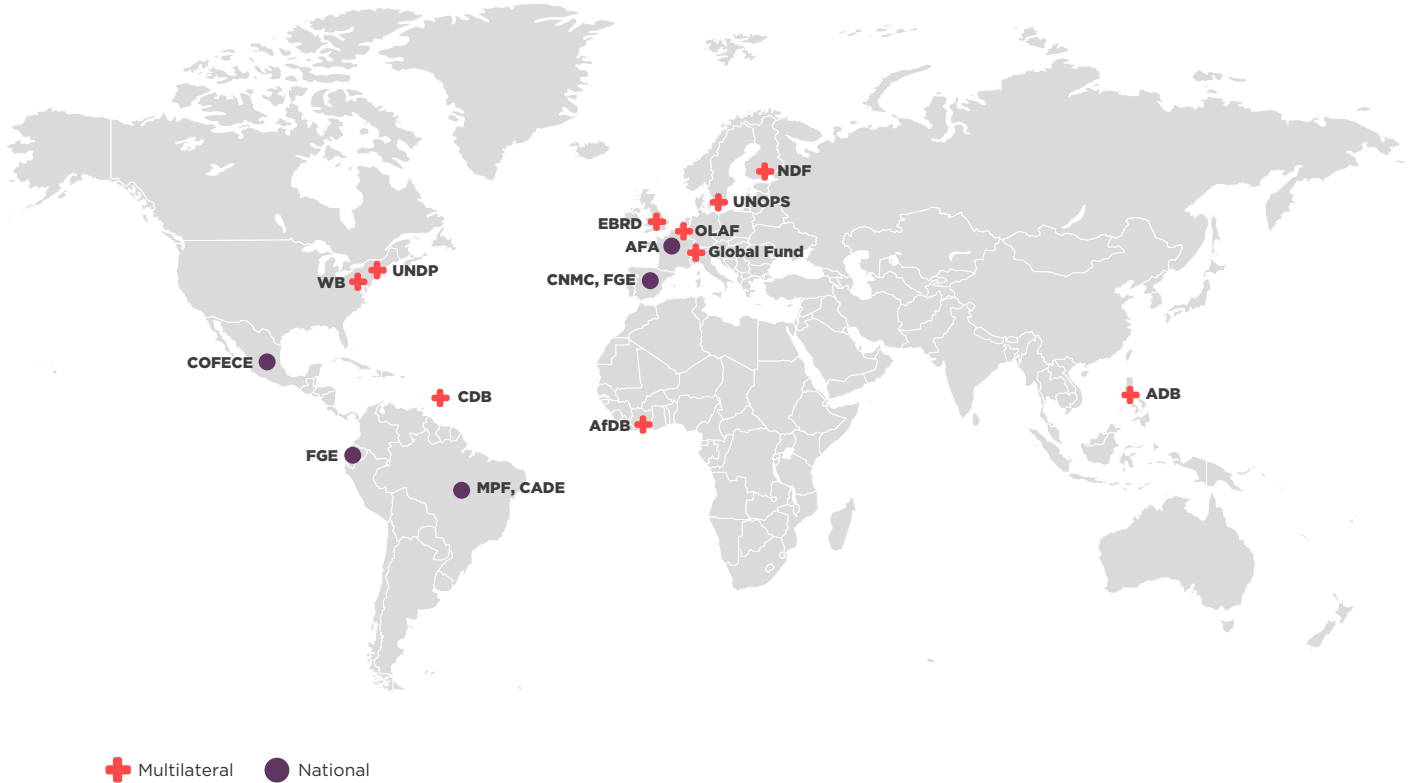 NDF
UNOPS
EBRD
OLAF
AFA
Global Fund
UNDP
WB
CNMC, FGE
COFECE
CDB
ADB
AfDB
FGE
MPF, CADE
Multilateral
National